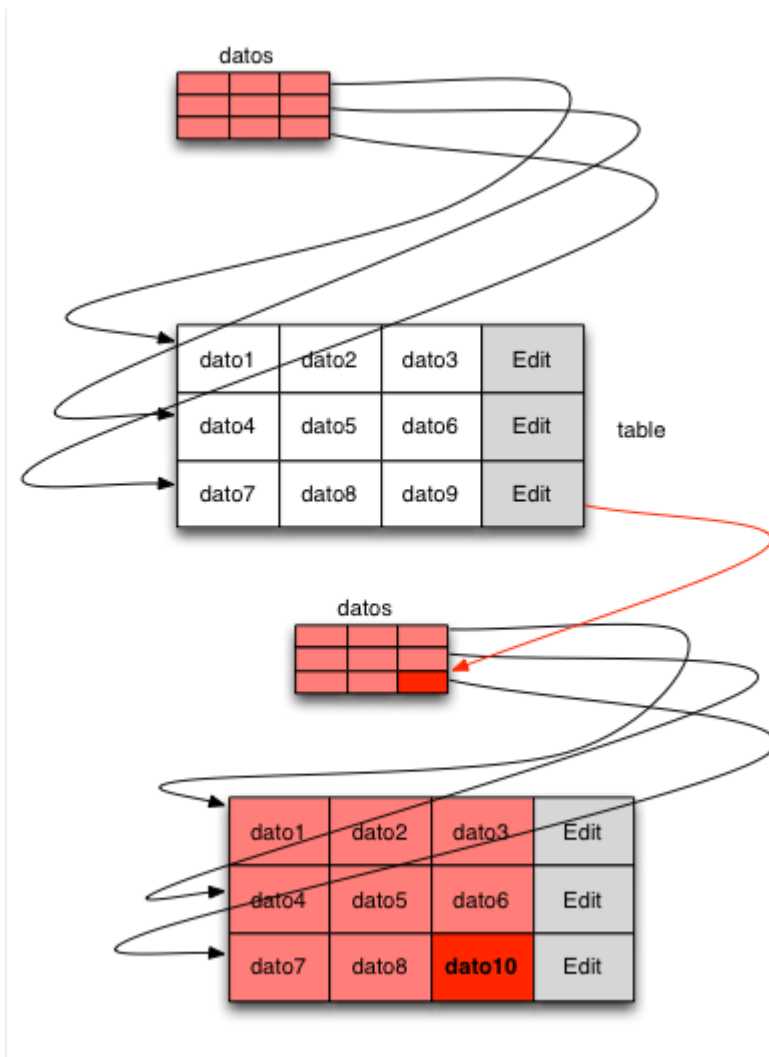 datos
dato1 dato2 dato3 Edit
dato4 dato5 dato6 Edit
table
dato7 dato8 dato9 Edit
datos
dato1 dato2 dato3 Edit
dato4 dato5 dato6 Edit
dato7 dato8 dato10 Edit